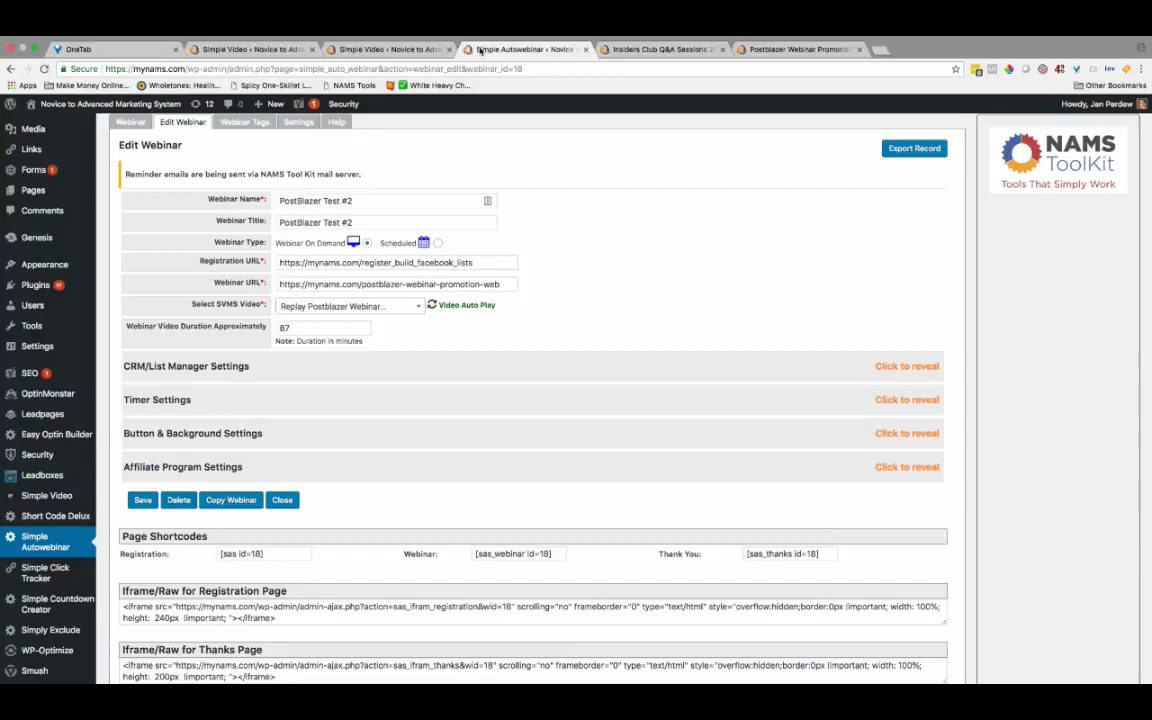 OneTab
Simple Video ‹ Novice to Adva
Simple Video ‹ Novice to Adva
Simple Autowebinar ‹ Novice
Insiders Club Q&A Sessions
Postblazer Webinar Promotio
Secure https://mynams.com/wp-admin/admin.php?page=simple_auto_webinar&action=webinar_edit&webinar_id=18
Apps Make Money Online... Wholetones: Healin... Spicy One-Skillet L... NAMS Tools White Heavy Ch... Other Bookmarks
Novice to Advanced Marketing System 12 0 New 1 Security Howdy, Jen Perdew
Media
Links
Forms 1
Pages
Comments
Genesis
Appearance
Plugins
Users
Tools
Settings
SEO
OptinMonster
Leadpages
Easy Optin Builder
Security
Leadboxes
Simple Video
Short Code Delux
Simple
Autowebinar
Simple Click
Tracker
Simple Countdown
Creator
Simply Exclude
WP-Optimize
Smush
Webinar Edit Webinar Webinar Tags Settings Help
Edit Webinar
Export Record
Reminder emails are being sent via NAMS Tool Kit mail server.
Webinar Name*: PostBlazer Test #2
Webinar Title: PostBlazer Test #2
Webinar Type: Webinar On Demand Scheduled
Registration URL*: https://mynams.com/register_build_facebook_lists
Webinar URL*: https://mynams.com/postblazer-webinar-promotion-web
Select SVMS Video*: Replay Postblazer Webinar... Video Auto Play
Webinar Video Duration Approximately 87
Note: Duration in minutes
CRM/List Manager Settings Click to reveal
Timer Settings Click to reveal
Button & Background Settings Click to reveal
Affiliate Program Settings Click to reveal
Save Delete Copy Webinar Close
Page Shortcodes
Registration: [sas id=18] Webinar: [sas_webinar id=18] Thank You: [sas_thanks id=18]
Iframe/Raw for Registration Page
<iframe src="https://mynams.com/wp-admin/admin-ajax.php?action=sas_ifram_registration&wid=18" scrolling="no" frameborder="0" type="text/html" style="overflow:hidden;border:0px !important; width: 100%;
height: 240px !important; "></iframe>
Iframe/Raw for Thanks Page
<iframe src="https://mynams.com/wp-admin/admin-ajax.php?action=sas_ifram_thanks&wid=18" scrolling="no" frameborder="0" type="text/html" style="overflow:hidden;border:0px !important; width: 100%;
height: 200px !important; "></iframe>
NAMS
ToolKit
Tools That Simply Work